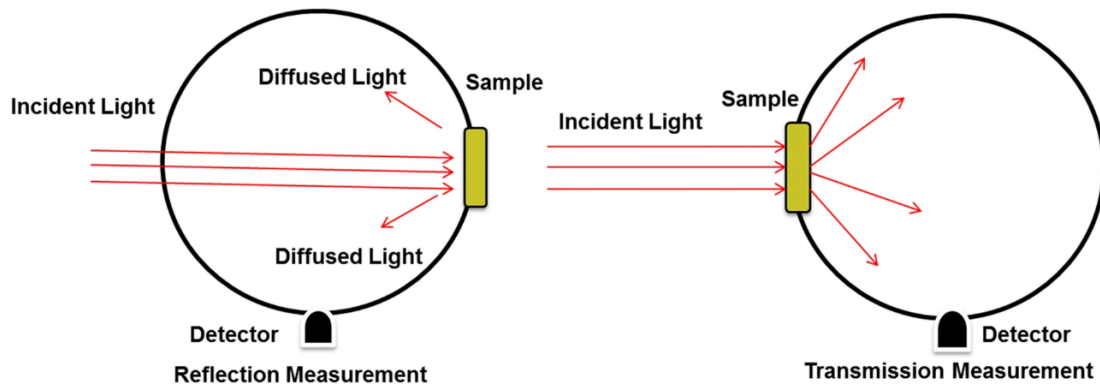 Incident Light
Diffused Light
Sample
Diffused Light
Detector
Reflection Measurement
Incident Light
Sample
Detector
Transmission Measurement